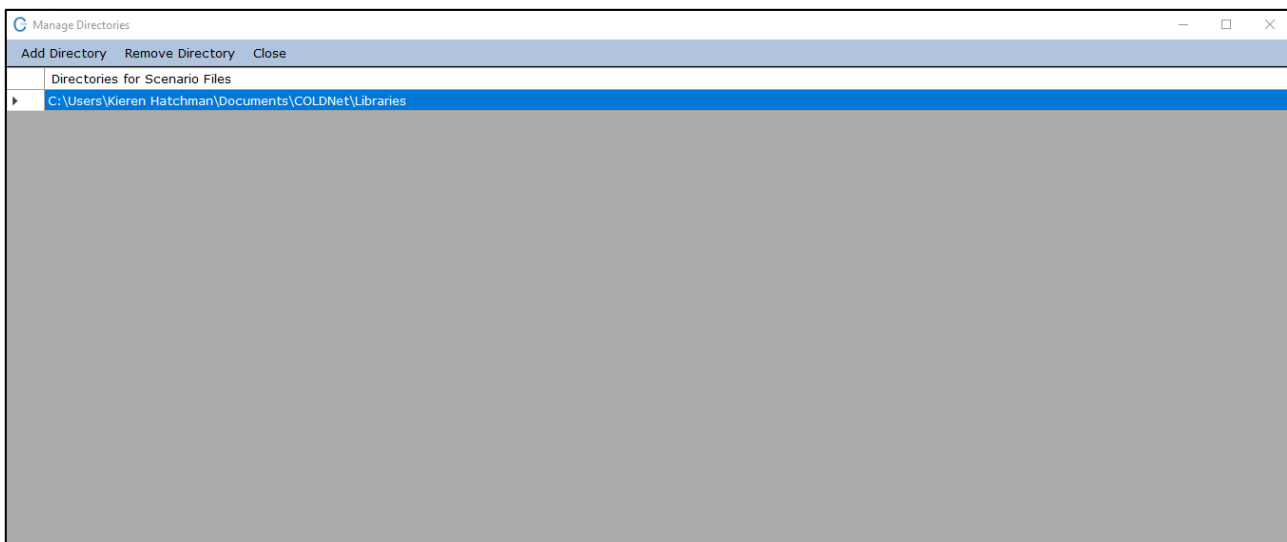 Manage Directories
Add Directory Remove Directory Close
Directories for Scenario Files
C:\Users\Kieren Hatchman\Documents\COLDNet\Libraries